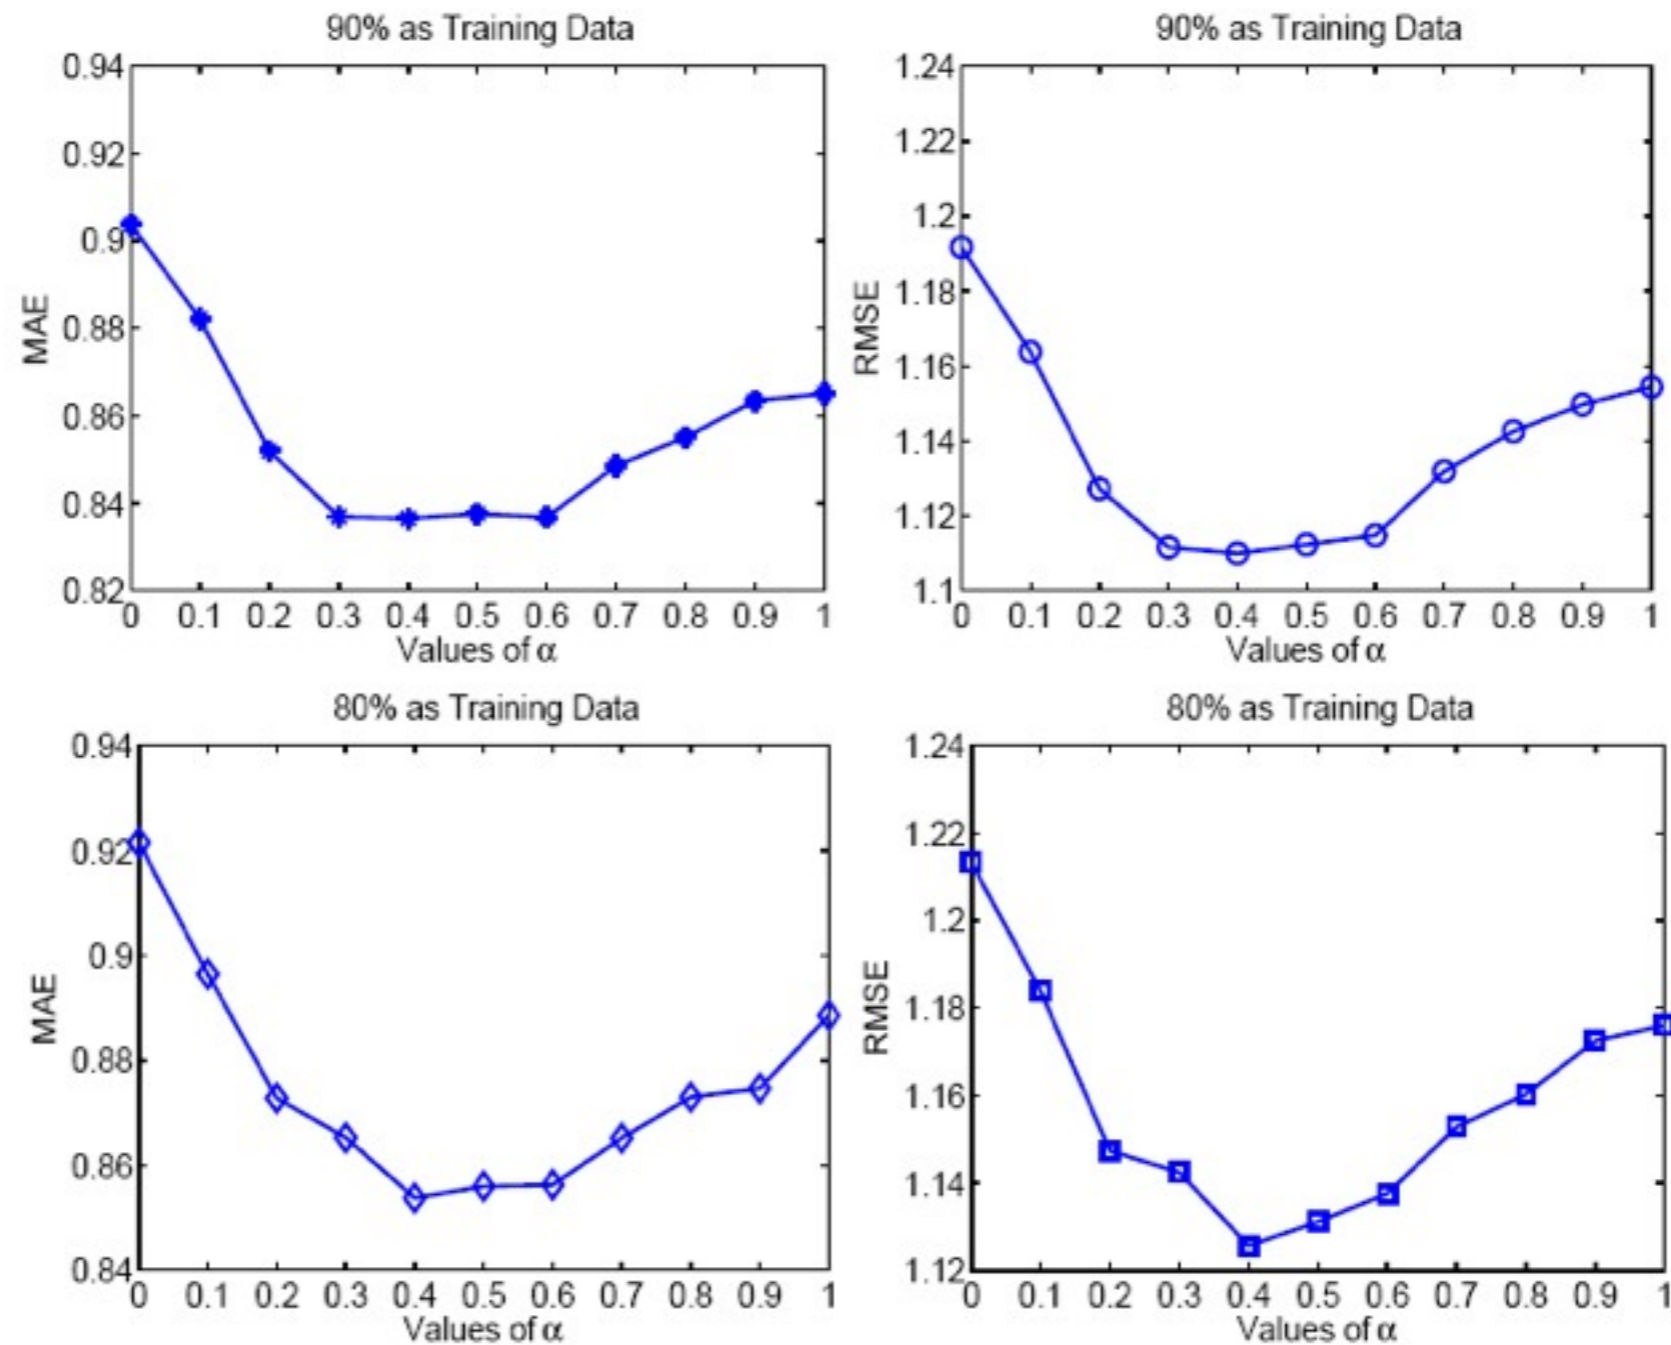 90% as Training Data
0.94
0.92
0.9
0.88
0.86
0.84
0.82
MAE
0 0.1 0.2 0.3 0.4 0.5 0.6 0.7 0.8 0.9 1
Values of α
90% as Training Data
1.24
1.22
1.2
1.18
1.16
1.14
1.12
1.1
RMSE
0 0.1 0.2 0.3 0.4 0.5 0.6 0.7 0.8 0.9 1
Values of α
80% as Training Data
0.94
0.92
0.9
0.88
0.86
0.84
MAE
0 0.1 0.2 0.3 0.4 0.5 0.6 0.7 0.8 0.9 1
Values of α
80% as Training Data
1.24
1.22
1.2
1.18
1.16
1.14
1.12
RMSE
0 0.1 0.2 0.3 0.4 0.5 0.6 0.7 0.8 0.9 1
Values of α